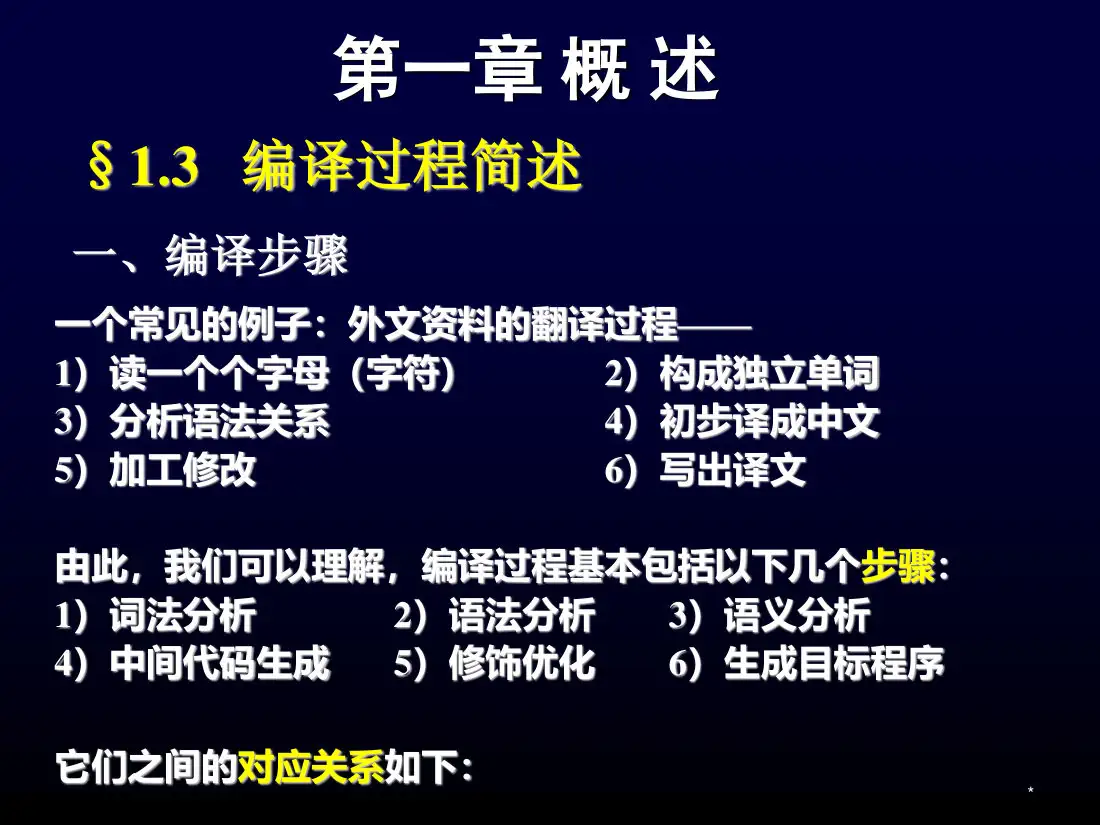 第一章 概 述
§1.3 编译过程简述
一、编译步骤
一个常见的例子：外文资料的翻译过程——
1）读一个个字母（字符） 2）构成独立单词
3）分析语法关系 4）初步译成中文
5）加工修改 6）写出译文
由此，我们可以理解，编译过程基本包括以下几个步骤：
1）词法分析 2）语法分析 3）语义分析
4）中间代码生成 5）修饰优化 6）生成目标程序
它们之间的对应关系如下：
*